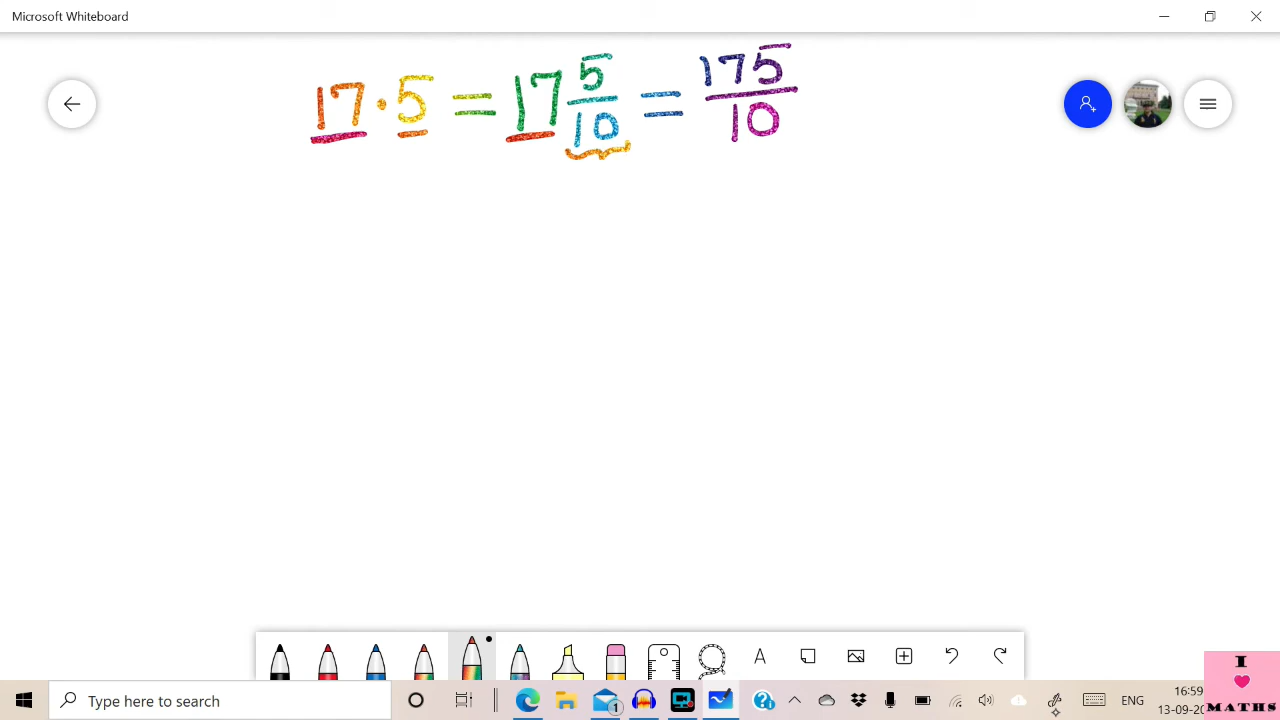 Microsoft Whiteboard
17·5 = 17 5/10 = 175/10
A
Type here to search
1
ENG
16:59
13-09-20
I
MATHS